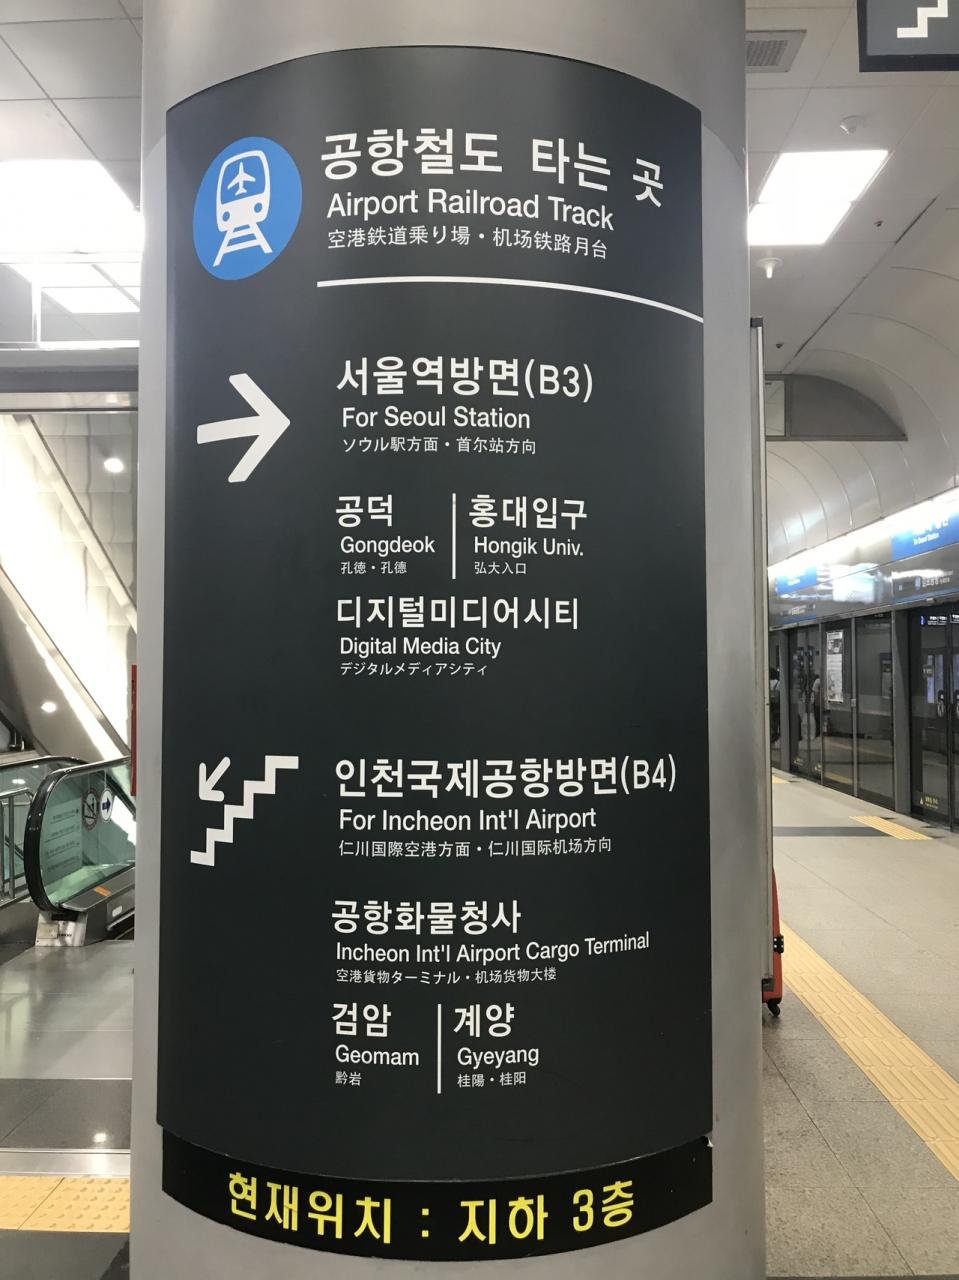 공항철도 타는 곳
Airport Railroad Track
空港鉄道乗り場・机场铁路月台
서울역방면(B3)
For Seoul Station
ソウル駅方面・首尔站方向
공덕
Gongdeok
孔徳・孔德
홍대입구
Hongik Univ.
弘大入口
디지털미디어시티
Digital Media City
デジタルメディアシティ
인천국제공항방면(B4)
For Incheon Int'l Airport
仁川国際空港方面・仁川国际机场方向
공항화물청사
Incheon Int'l Airport Cargo Terminal
空港貨物ターミナル・机场货物大楼
검암
Geomam
黔岩
계양
Gyeyang
桂陽・桂阳
현재위치 : 지하 3층
To Seoul Station